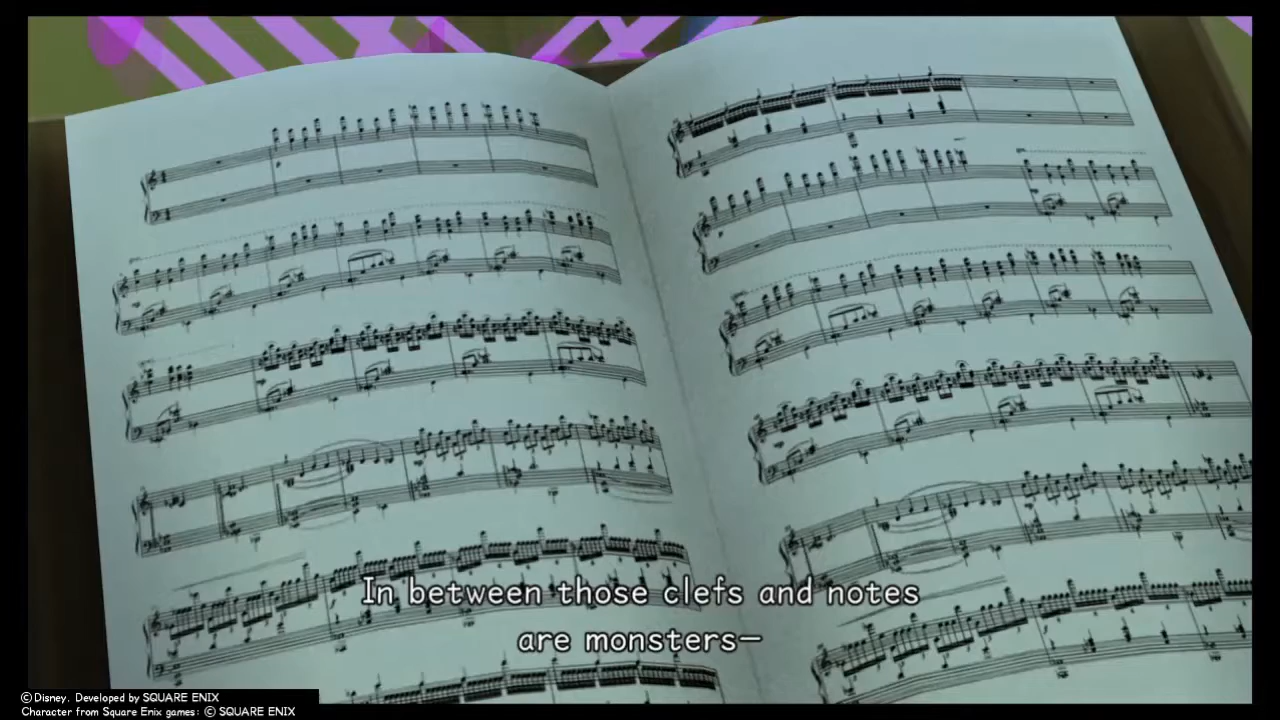 In between those clefs and notes
are monsters—
©Disney. Developed by SQUARE ENIX
Character from Square Enix games: © SQUARE ENIX